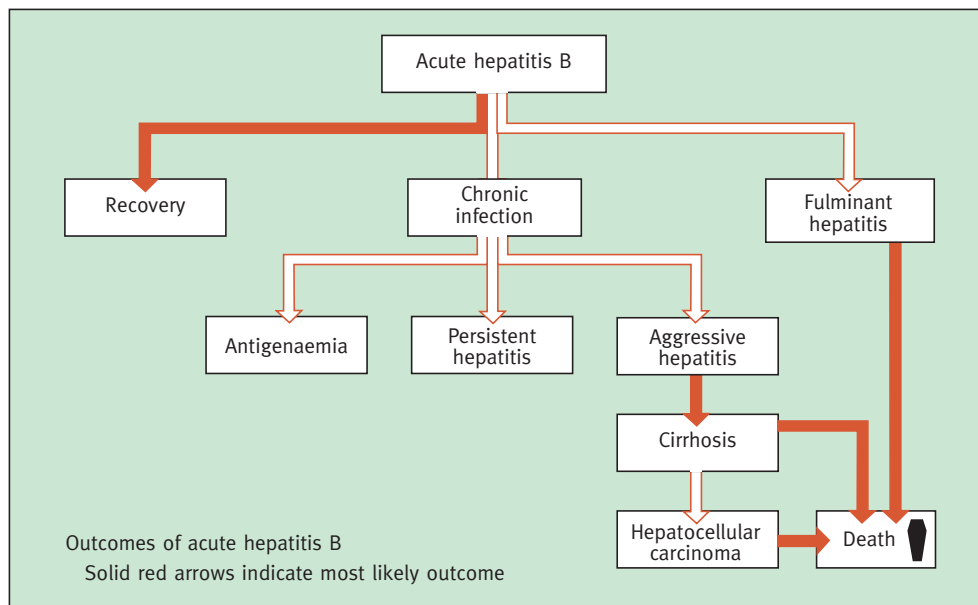 Acute hepatitis B
Recovery
Chronic
infection
Fulminant
hepatitis
Antigenaemia
Persistent
hepatitis
Aggressive
hepatitis
Cirrhosis
Hepatocellular
carcinoma
Death
Outcomes of acute hepatitis B
Solid red arrows indicate most likely outcome